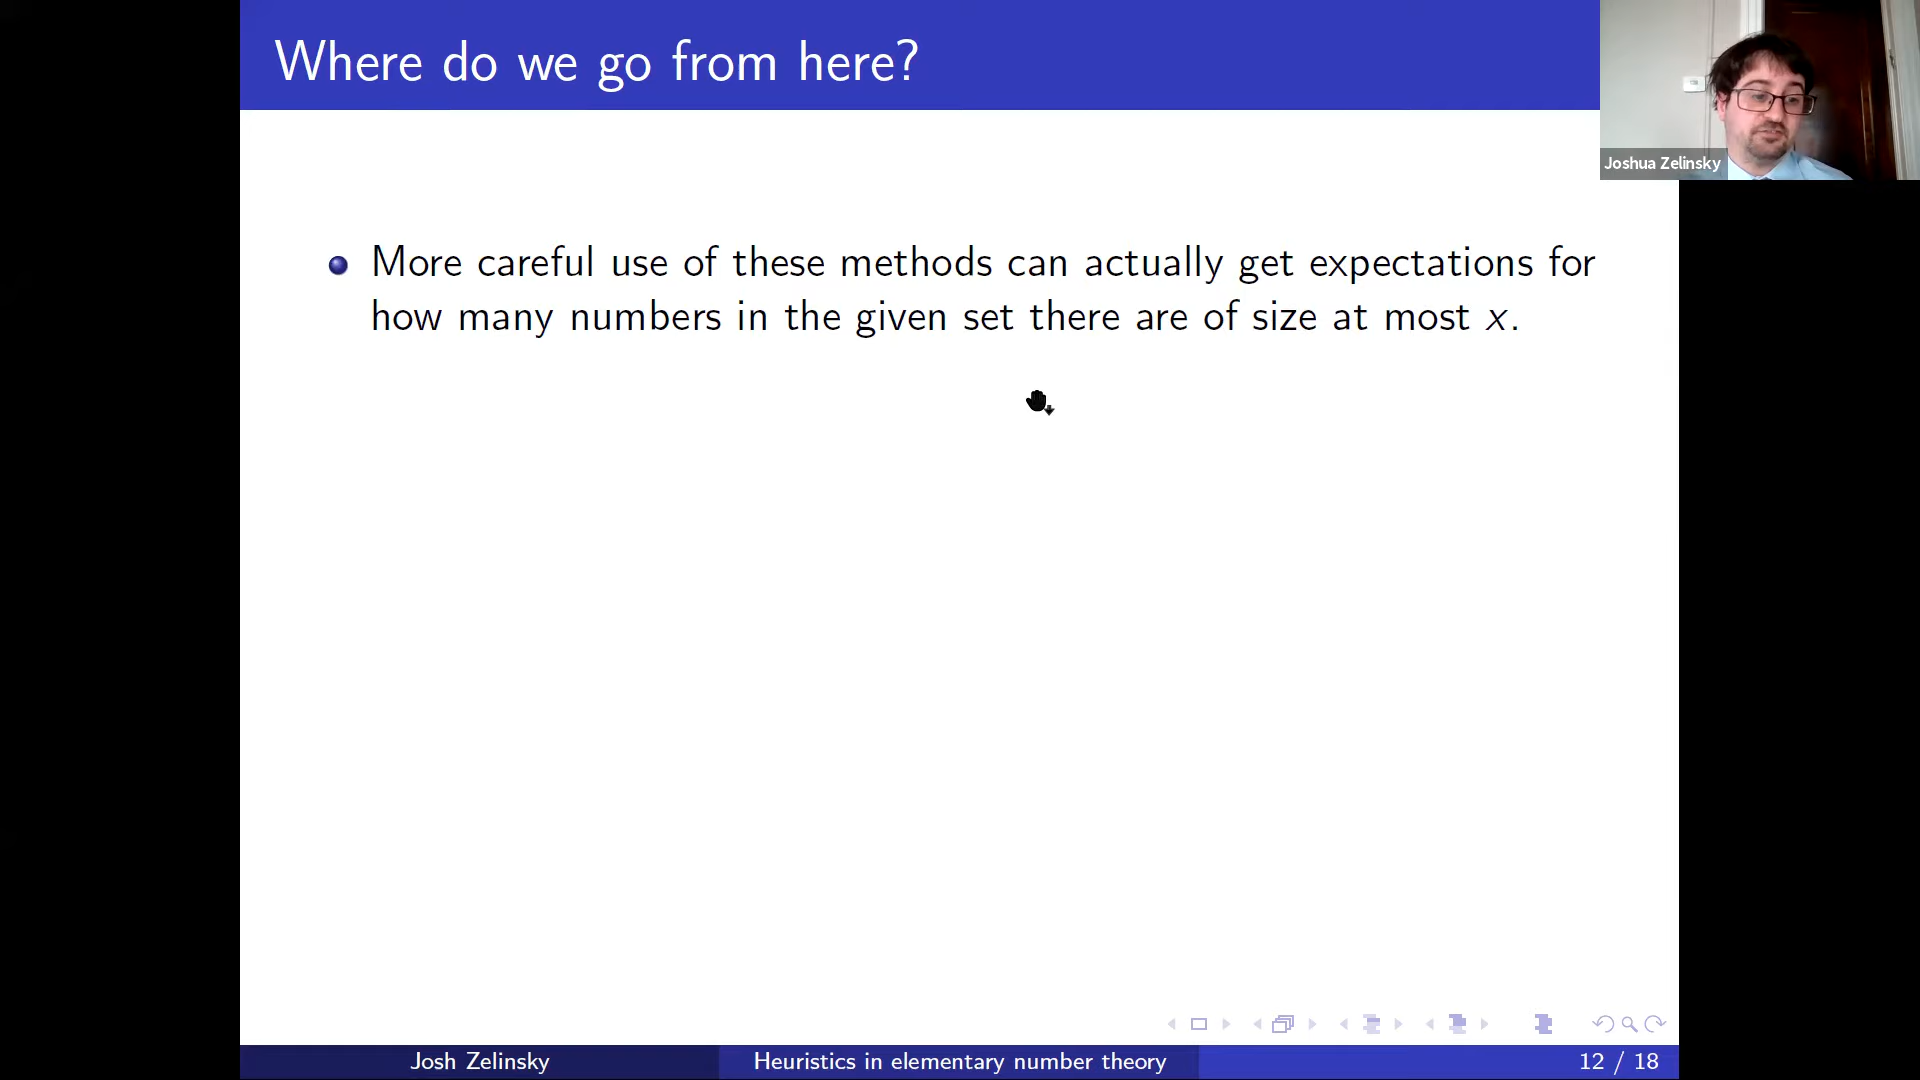 Where do we go from here?
Joshua Zelinsky
More careful use of these methods can actually get expectations for
how many numbers in the given set there are of size at most x.
Josh Zelinsky
Heuristics in elementary number theory
12 / 18